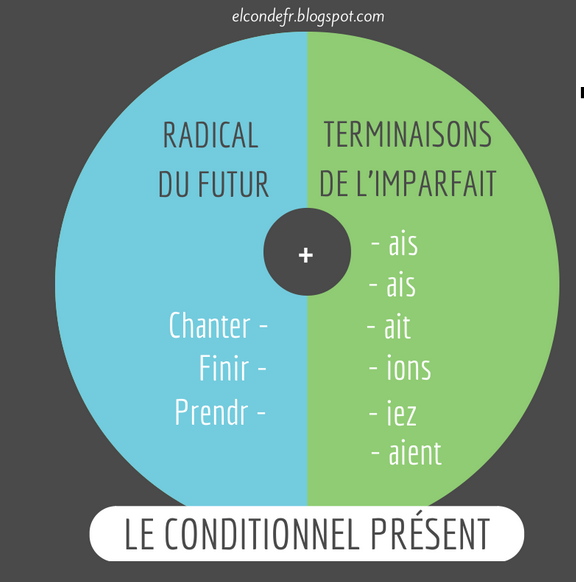 elcondefr.blogspot.com
RADICAL
DU FUTUR
TERMINAISONS
DE L'IMPARFAIT
+
Chanter -
Finir -
Prendr -
- ais
- ais
- ait
- ions
- iez
- aient
LE CONDITIONNEL PRÉSENT